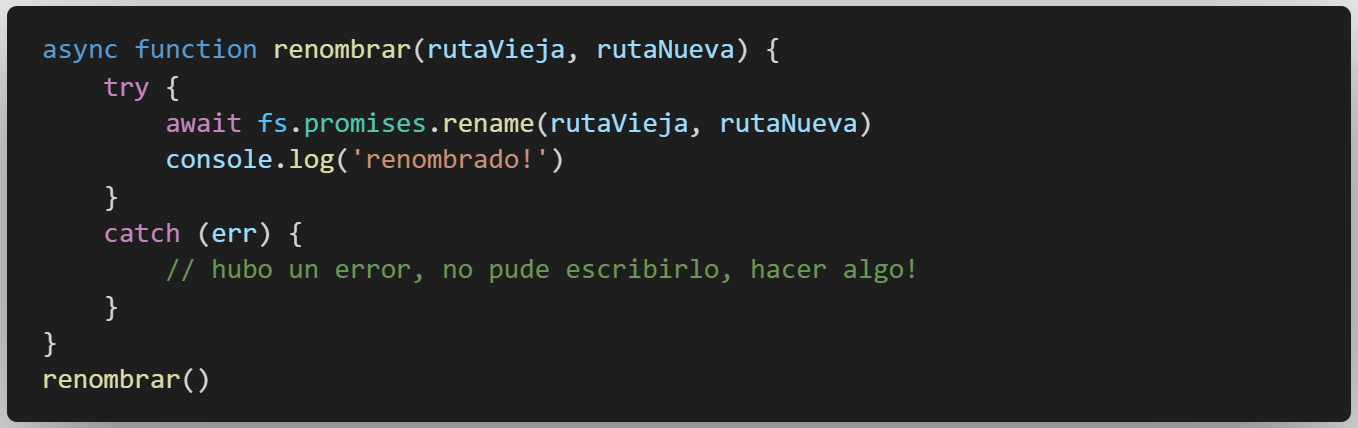 async function renombrar(rutaVieja, rutaNueva) {
    try {
        await fs.promises.rename(rutaVieja, rutaNueva)
        console.log('renombrado!')
    }
    catch (err) {
        // hubo un error, no pude escribirlo, hacer algo!
    }
}
renombrar()